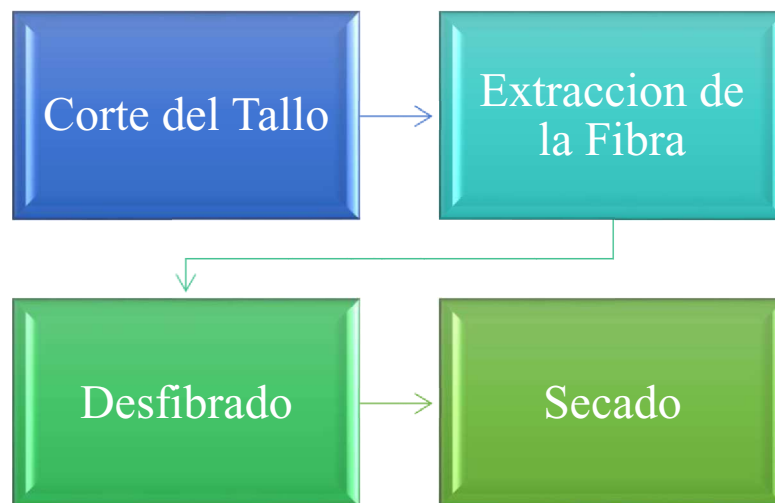 Corte del Tallo
Extraccion de
la Fibra
Desfibrado
Secado